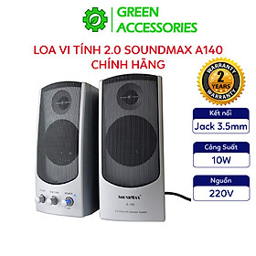 GREEN
ACCESSORIES
LOA VI TÍNH 2.0 SOUNDMAX A140
CHÍNH HÃNG
WARRANTY
2
YEARS
WARRANTY
Kết nối
Jack 3.5mm
Công Suất
10W
Nguồn
220V
SOUNDMAX